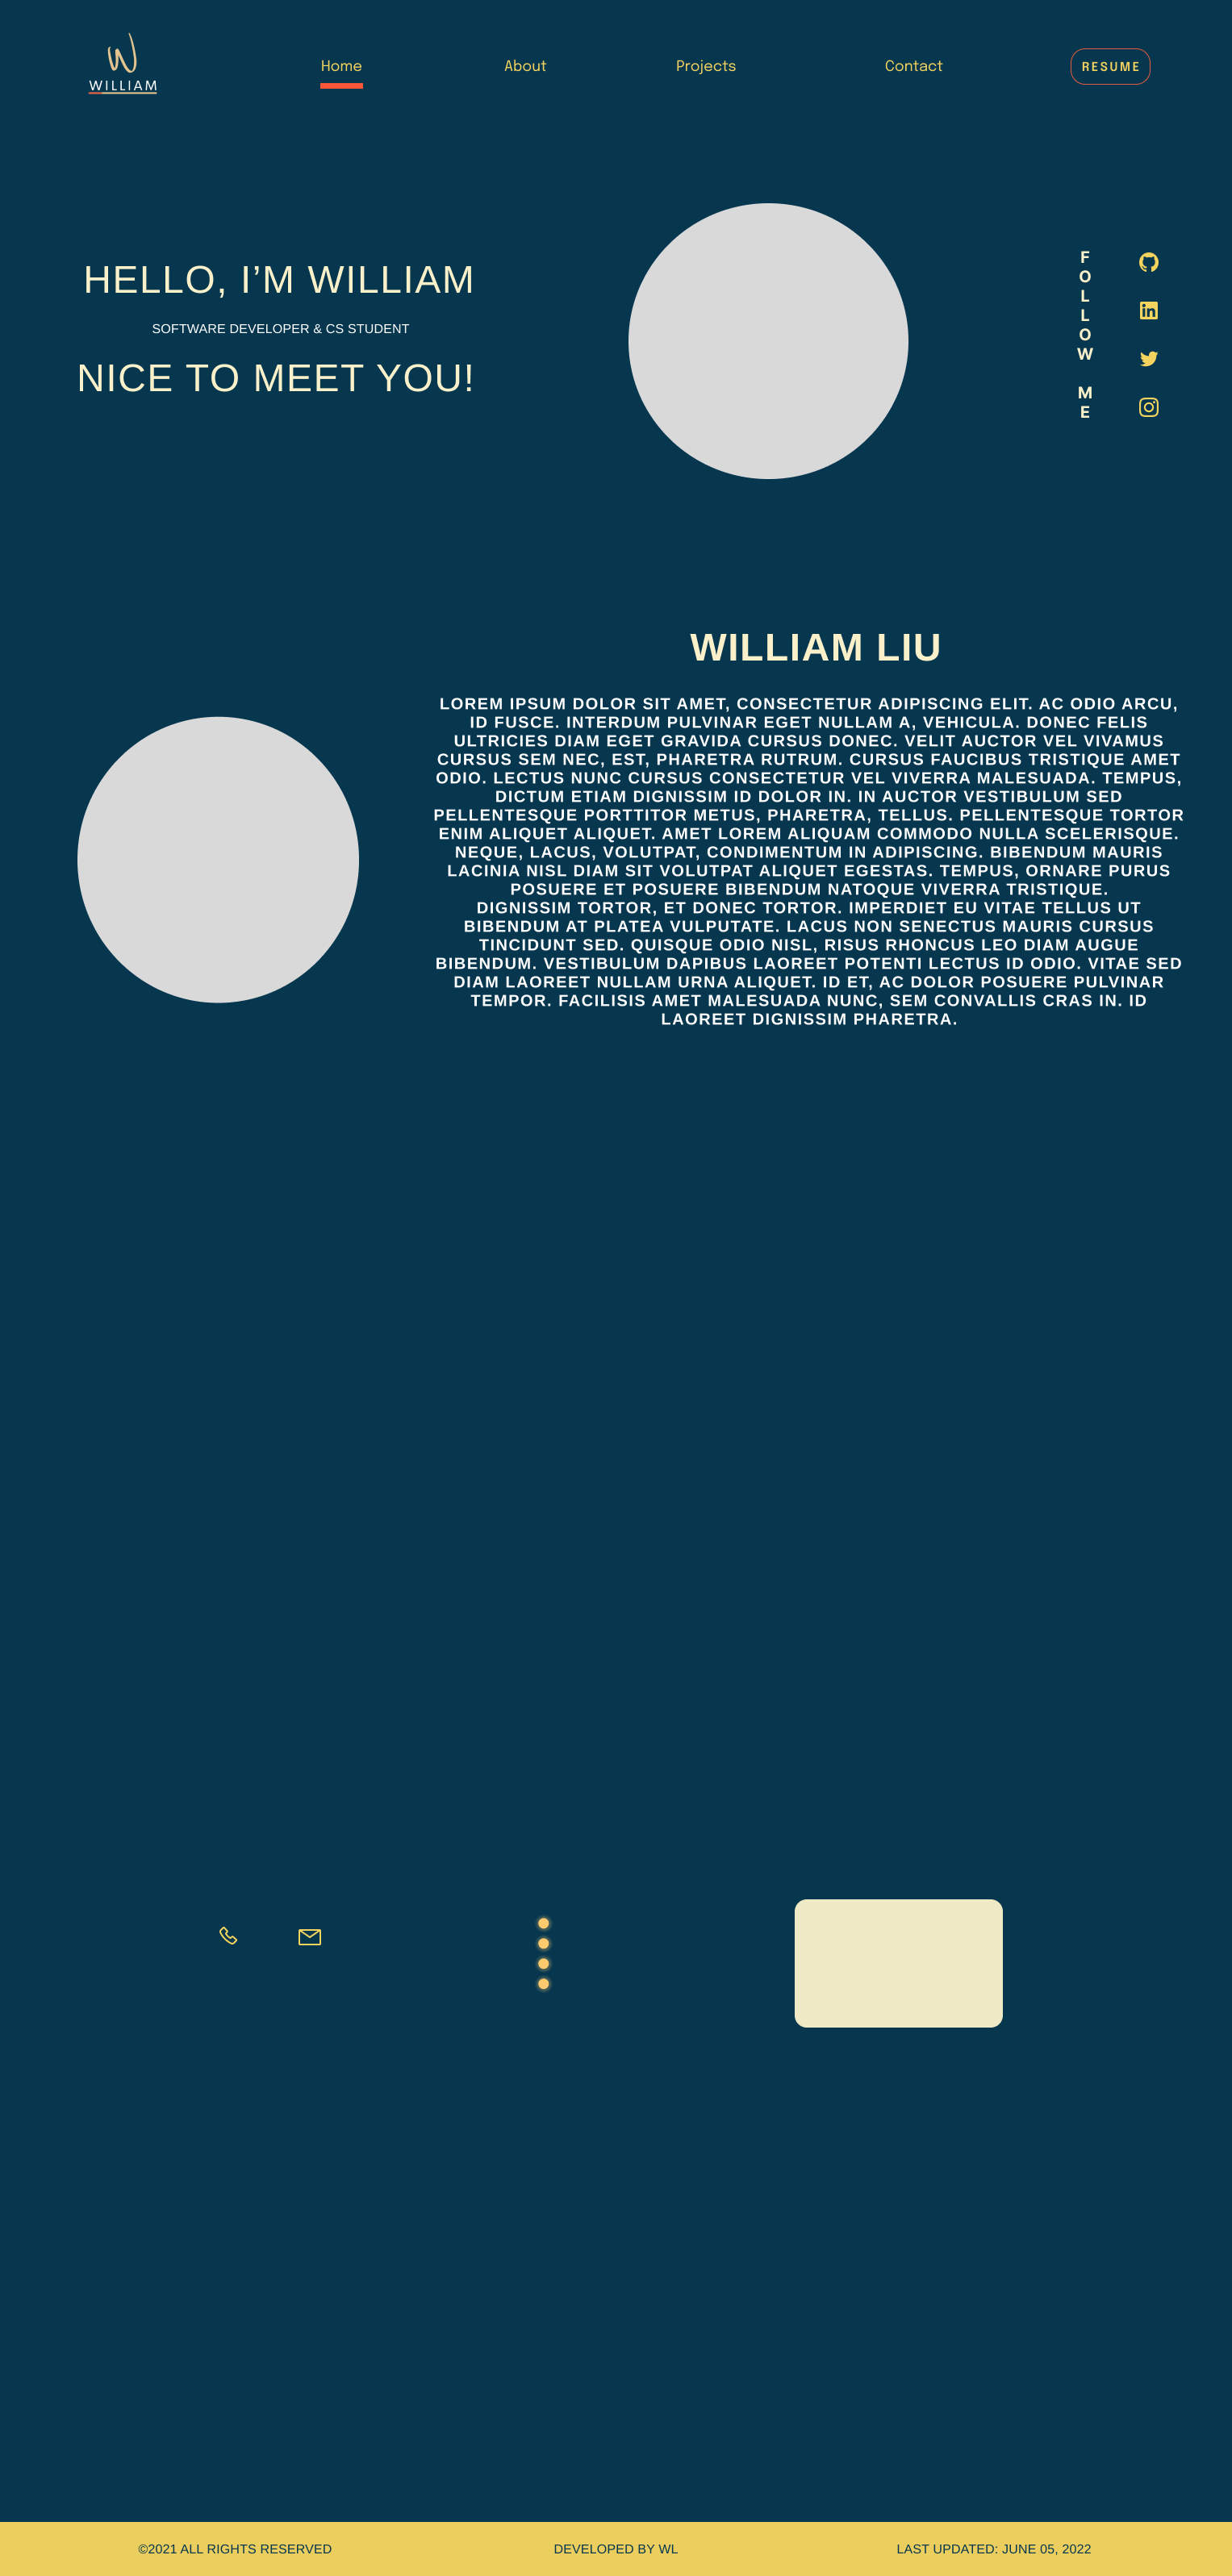 W
WILLIAM
Home
About
Projects
Contact
RESUME
HELLO, I’M WILLIAM
SOFTWARE DEVELOPER & CS STUDENT
NICE TO MEET YOU!
F
O
L
L
O
W
M
E
in
WILLIAM LIU
LOREM IPSUM DOLOR SIT AMET, CONSECTETUR ADIPISCING ELIT. AC ODIO ARCU,
ID FUSCE. INTERDUM PULVINAR EGET NULLAM A, VEHICULA. DONEC FELIS
ULTRICIES DIAM EGET GRAVIDA CURSUS DONEC. VELIT AUCTOR VEL VIVAMUS
CURSUS SEM NEC, EST, PHARETRA RUTRUM. CURSUS FAUCIBUS TRISTIQUE AMET
ODIO. LECTUS NUNC CURSUS CONSECTETUR VEL VIVERRA MALESUADA. TEMPUS,
DICTUM ETIAM DIGNISSIM ID DOLOR IN. IN AUCTOR VESTIBULUM SED
PELLENTESQUE PORTTITOR METUS, PHARETRA, TELLUS. PELLENTESQUE TORTOR
ENIM ALIQUET ALIQUET. AMET LOREM ALIQUAM COMMODO NULLA SCELERISQUE.
NEQUE, LACUS, VOLUTPAT, CONDIMENTUM IN ADIPISCING. BIBENDUM MAURIS
LACINIA NISL DIAM SIT VOLUTPAT ALIQUET EGESTAS. TEMPUS, ORNARE PURUS
POSUERE ET POSUERE BIBENDUM NATOQUE VIVERRA TRISTIQUE.
DIGNISSIM TORTOR, ET DONEC TORTOR. IMPERDIET EU VITAE TELLUS UT
BIBENDUM AT PLATEA VULPUTATE. LACUS NON SENECTUS MAURIS CURSUS
TINCIDUNT SED. QUISQUE ODIO NISL, RISUS RHONCUS LEO DIAM AUGUE
BIBENDUM. VESTIBULUM DAPIBUS LAOREET POTENTI LECTUS ID ODIO. VITAE SED
DIAM LAOREET NULLAM URNA ALIQUET. ID ET, AC DOLOR POSUERE PULVINAR
TEMPOR. FACILISIS AMET MALESUADA NUNC, SEM CONVALLIS CRAS IN. ID
LAOREET DIGNISSIM PHARETRA.
©2021 ALL RIGHTS RESERVED
DEVELOPED BY WL
LAST UPDATED: JUNE 05, 2022